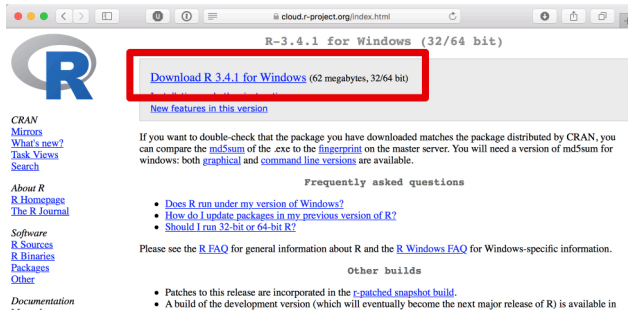 cloud.r-project.org/index.html
R-3.4.1 for Windows (32/64 bit)
Download R 3.4.1 for Windows (62 megabytes, 32/64 bit)
New features in this version
R
CRAN
Mirrors
What's new?
Task Views
Search
About R
R Homepage
The R Journal
Software
R Sources
R Binaries
Packages
Other
Documentation
If you want to double-check that the package you have downloaded matches the package distributed by CRAN, you
can compare the md5sum of the .exe to the fingerprint on the master server. You will need a version of md5sum for
windows: both graphical and command line versions are available.
Frequently asked questions
• Does R run under my version of Windows?
• How do I update packages in my previous version of R?
• Should I run 32-bit or 64-bit R?
Please see the R FAQ for general information about R and the R Windows FAQ for Windows-specific information.
Other builds
• Patches to this release are incorporated in the r-patched snapshot build.
• A build of the development version (which will eventually become the next major release of R) is available in